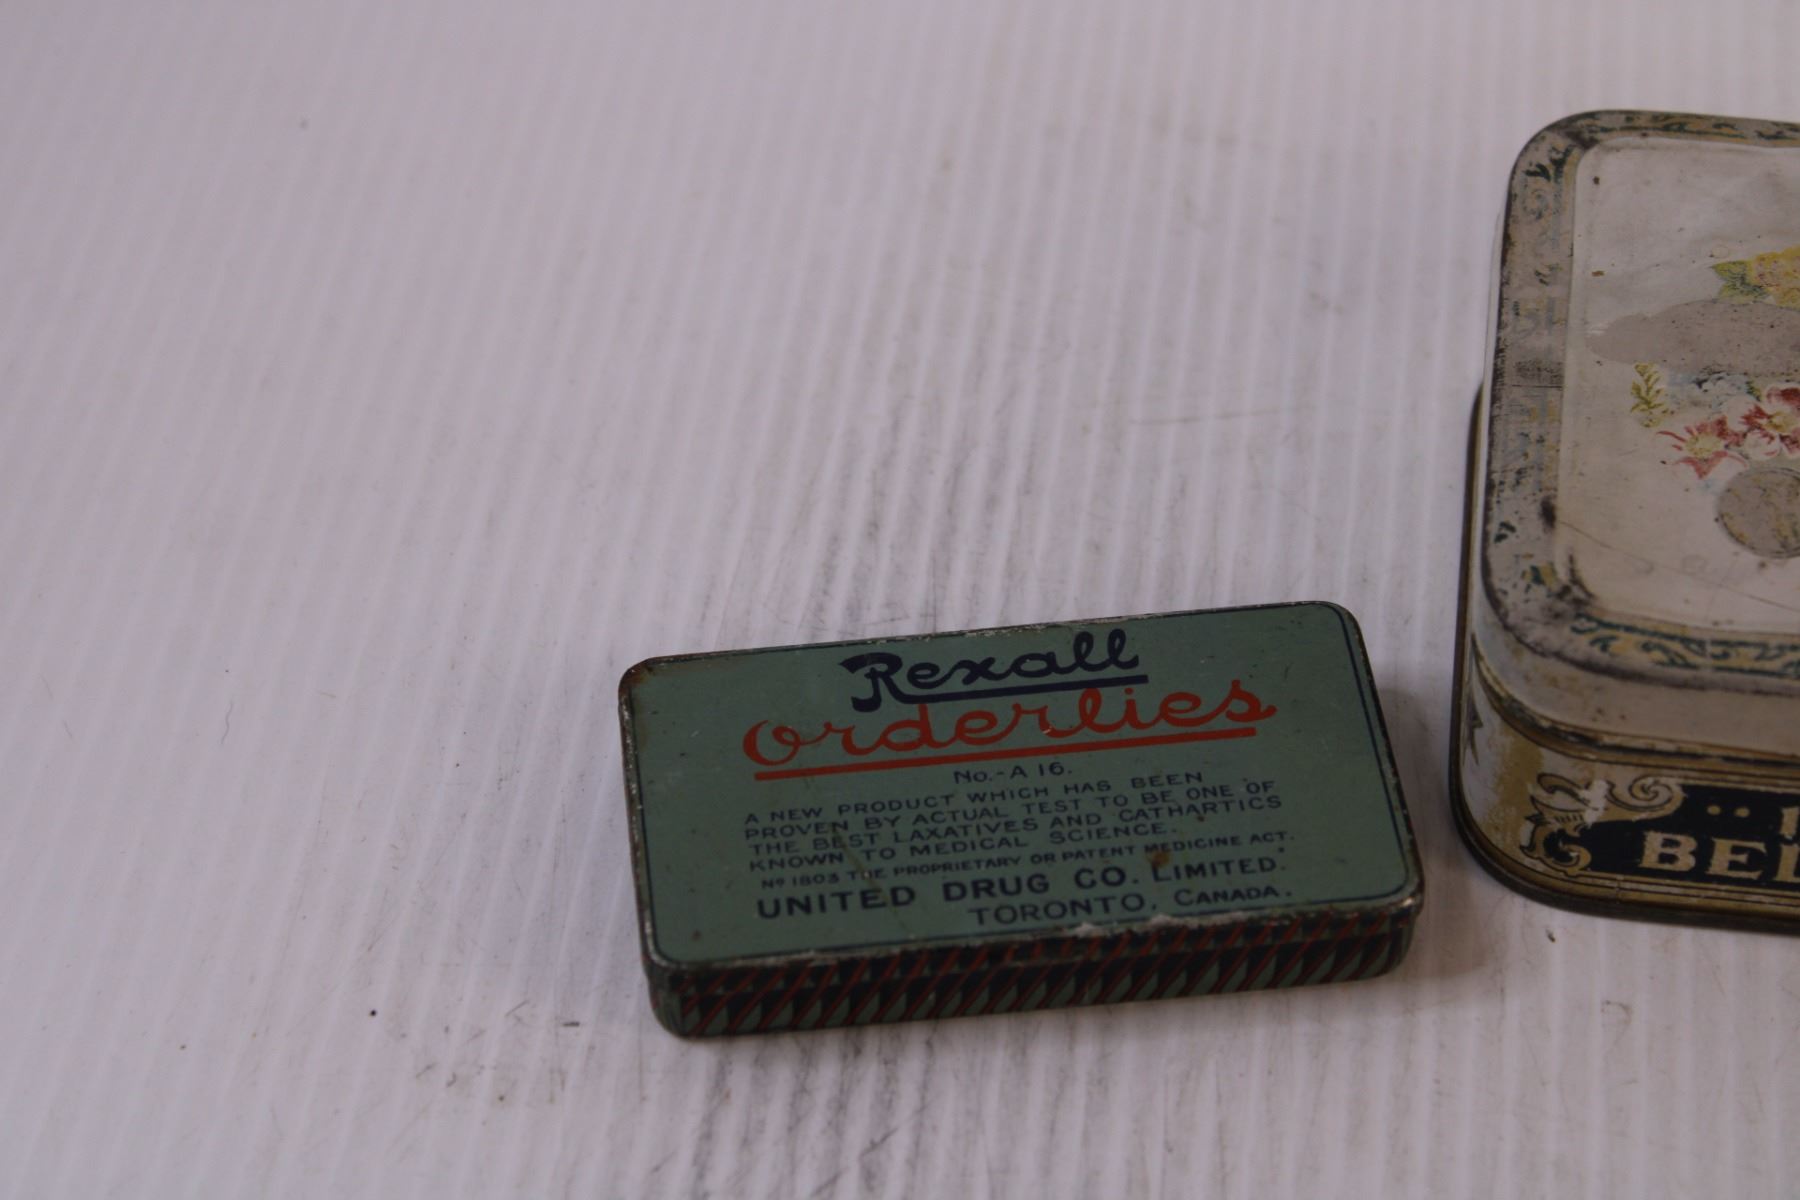 Rexall
Orderlies
No.-A 16.
A NEW PRODUCT WHICH HAS BEEN
PROVEN BY ACTUAL TEST TO BE ONE OF
THE BEST LAXATIVES AND CATHARTICS
KNOWN TO MEDICAL SCIENCE.
No 1803 THE PROPRIETARY OR PATENT MEDICINE ACT.
UNITED DRUG CO. LIMITED.
TORONTO, CANADA.